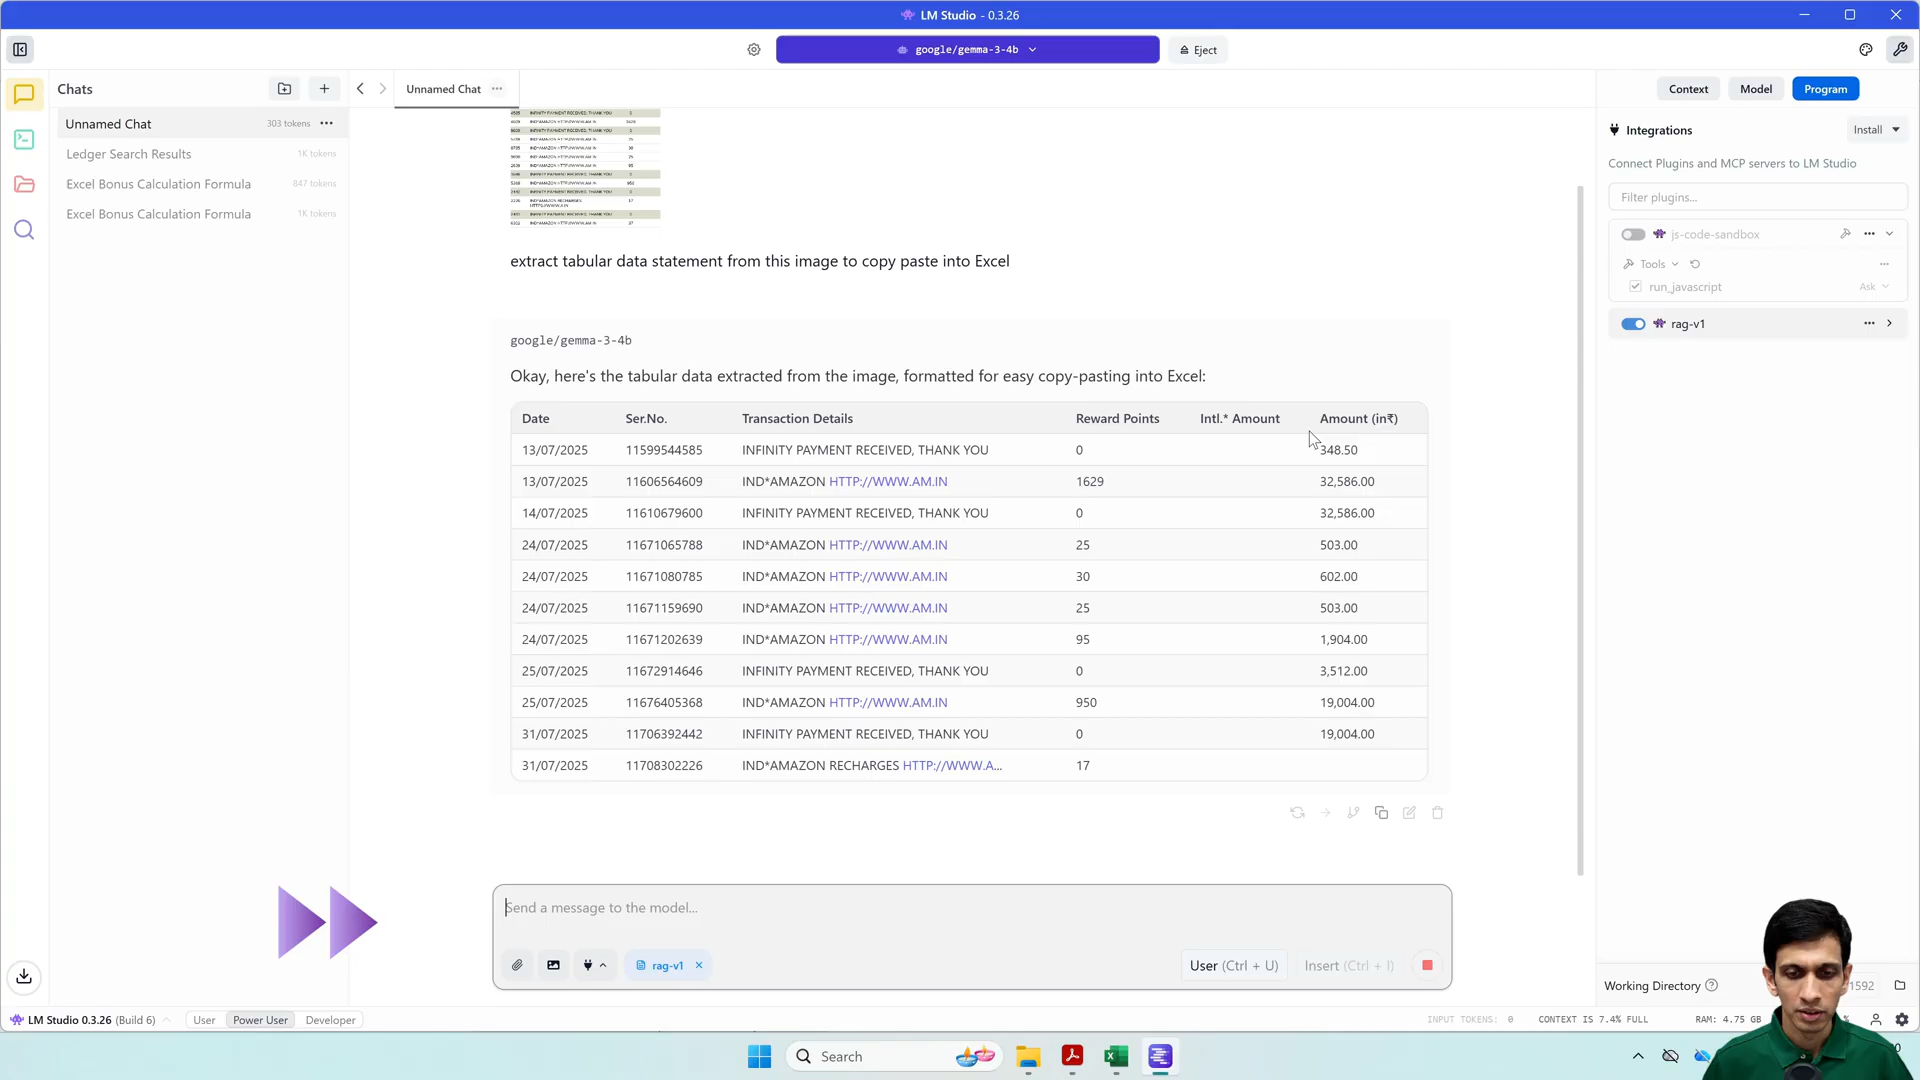 LM Studio - 0.3.26
google/gemma-3-4b
Eject
Chats
Unnamed Chat
Context
Model
Program
Unnamed Chat 303 tokens
Ledger Search Results 1K tokens
Excel Bonus Calculation Formula 847 tokens
Excel Bonus Calculation Formula 1K tokens
Integrations
Install
Connect Plugins and MCP servers to LM Studio
Filter plugins...
js-code-sandbox
Tools
run_javascript Ask
rag-v1
extract tabular data statement from this image to copy paste into Excel
google/gemma-3-4b
Okay, here's the tabular data extracted from the image, formatted for easy copy-pasting into Excel:
Date Ser.No. Transaction Details Reward Points Intl.* Amount Amount (in₹)
13/07/2025 11599544585 INFINITY PAYMENT RECEIVED, THANK YOU 0 348.50
13/07/2025 11606564609 IND*AMAZON HTTP://WWW.AM.IN 1629 32,586.00
14/07/2025 11610679600 INFINITY PAYMENT RECEIVED, THANK YOU 0 32,586.00
24/07/2025 11671065788 IND*AMAZON HTTP://WWW.AM.IN 25 503.00
24/07/2025 11671080785 IND*AMAZON HTTP://WWW.AM.IN 30 602.00
24/07/2025 11671159690 IND*AMAZON HTTP://WWW.AM.IN 25 503.00
24/07/2025 11671202639 IND*AMAZON HTTP://WWW.AM.IN 95 1,904.00
25/07/2025 11672914646 INFINITY PAYMENT RECEIVED, THANK YOU 0 3,512.00
25/07/2025 11676405368 IND*AMAZON HTTP://WWW.AM.IN 950 19,004.00
31/07/2025 11706392442 INFINITY PAYMENT RECEIVED, THANK YOU 0 19,004.00
31/07/2025 11708302226 IND*AMAZON RECHARGES HTTP://WWW.A... 17
Send a message to the model...
rag-v1
User (Ctrl + U)
Insert (Ctrl + I)
Working Directory 1592
LM Studio 0.3.26 (Build 6)
User
Power User
Developer
INPUT TOKENS: 0
CONTEXT IS 7.4% FULL
RAM: 4.75 GB
Search